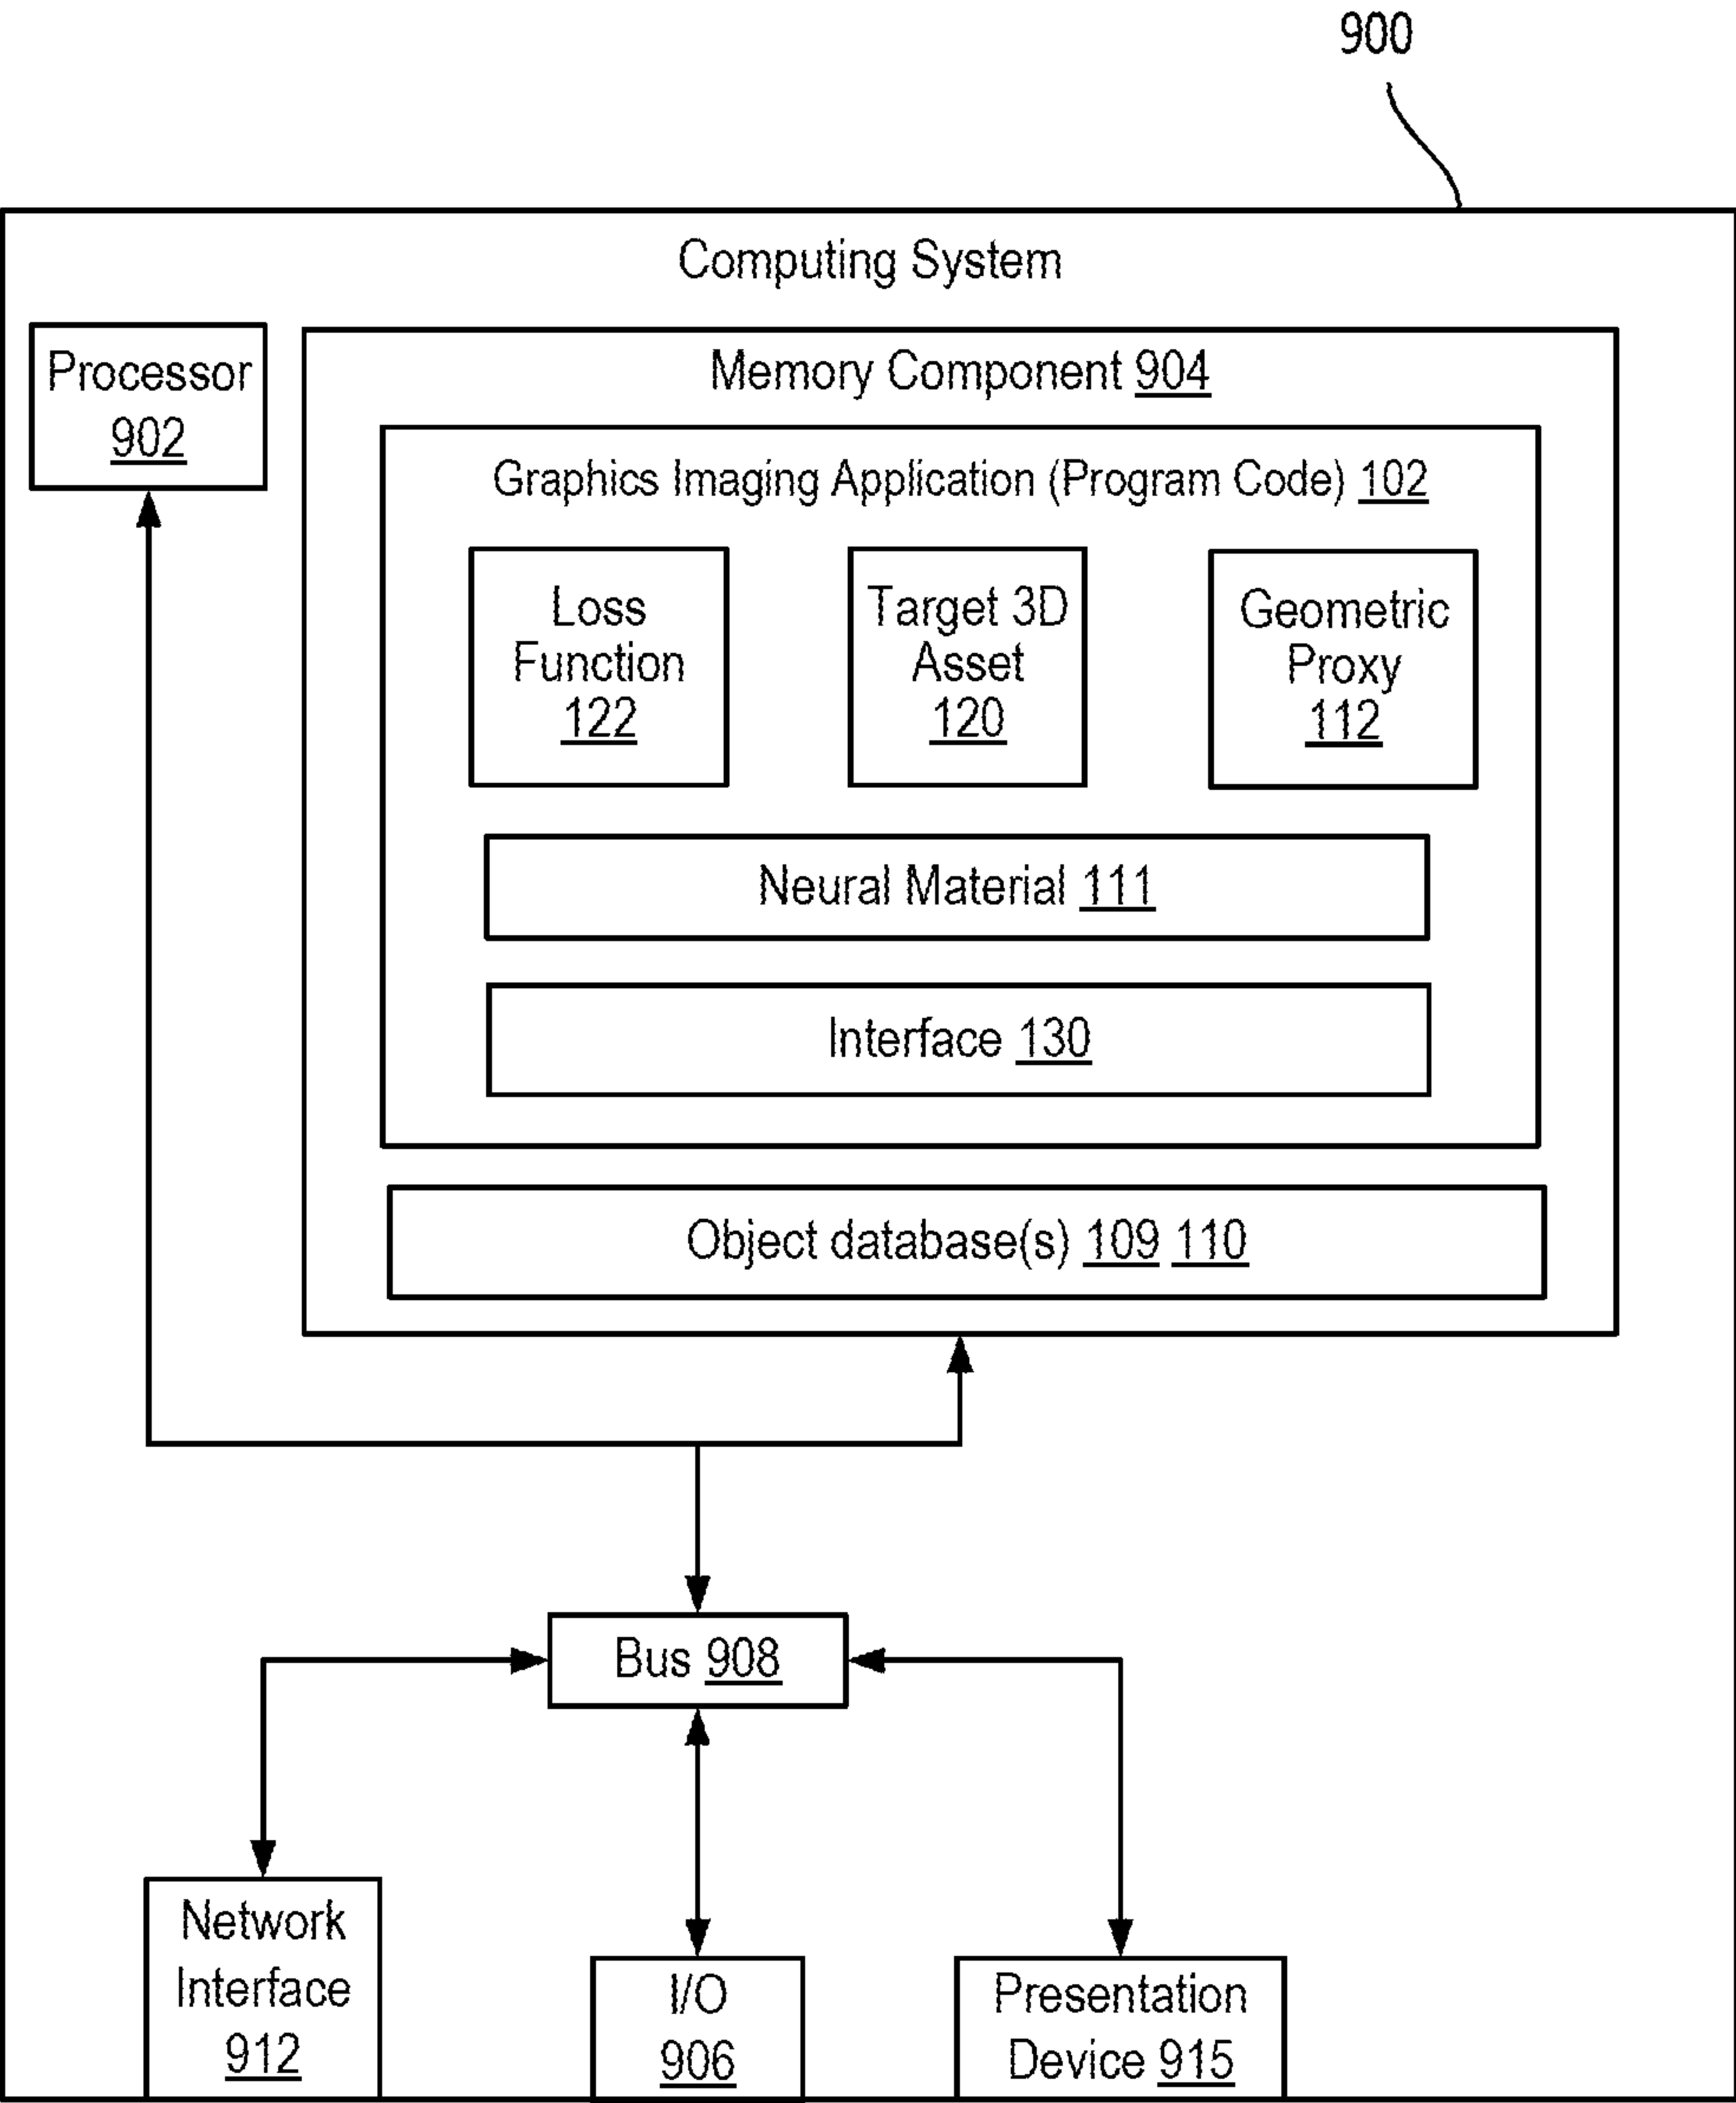 900
Computing System
Processor
902
Memory Component 904
Graphics Imaging Application (Program Code) 102
Loss
Function
122
Target 3D
Asset
120
Geometric
Proxy
112
Neural Material 111
Interface 130
Object database(s) 109 110
Bus 908
Network
Interface
912
I/O
906
Presentation
Device 915